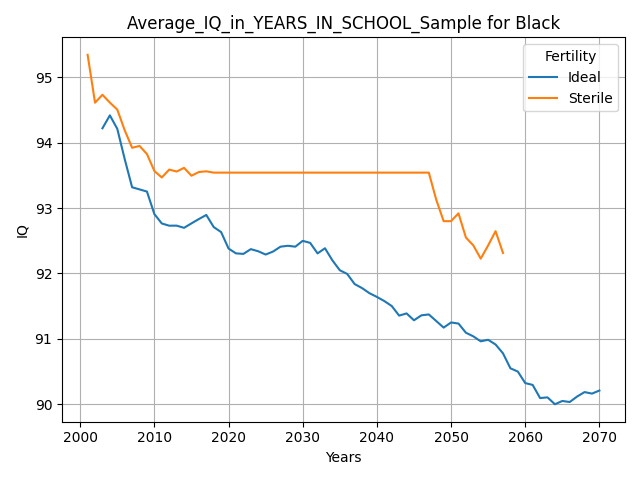 Average_IQ_in_YEARS_IN_SCHOOL_Sample for Black
Fertility
Ideal
Sterile
IQ
95
94
93
92
91
90
2000 2010 2020 2030 2040 2050 2060 2070
Years